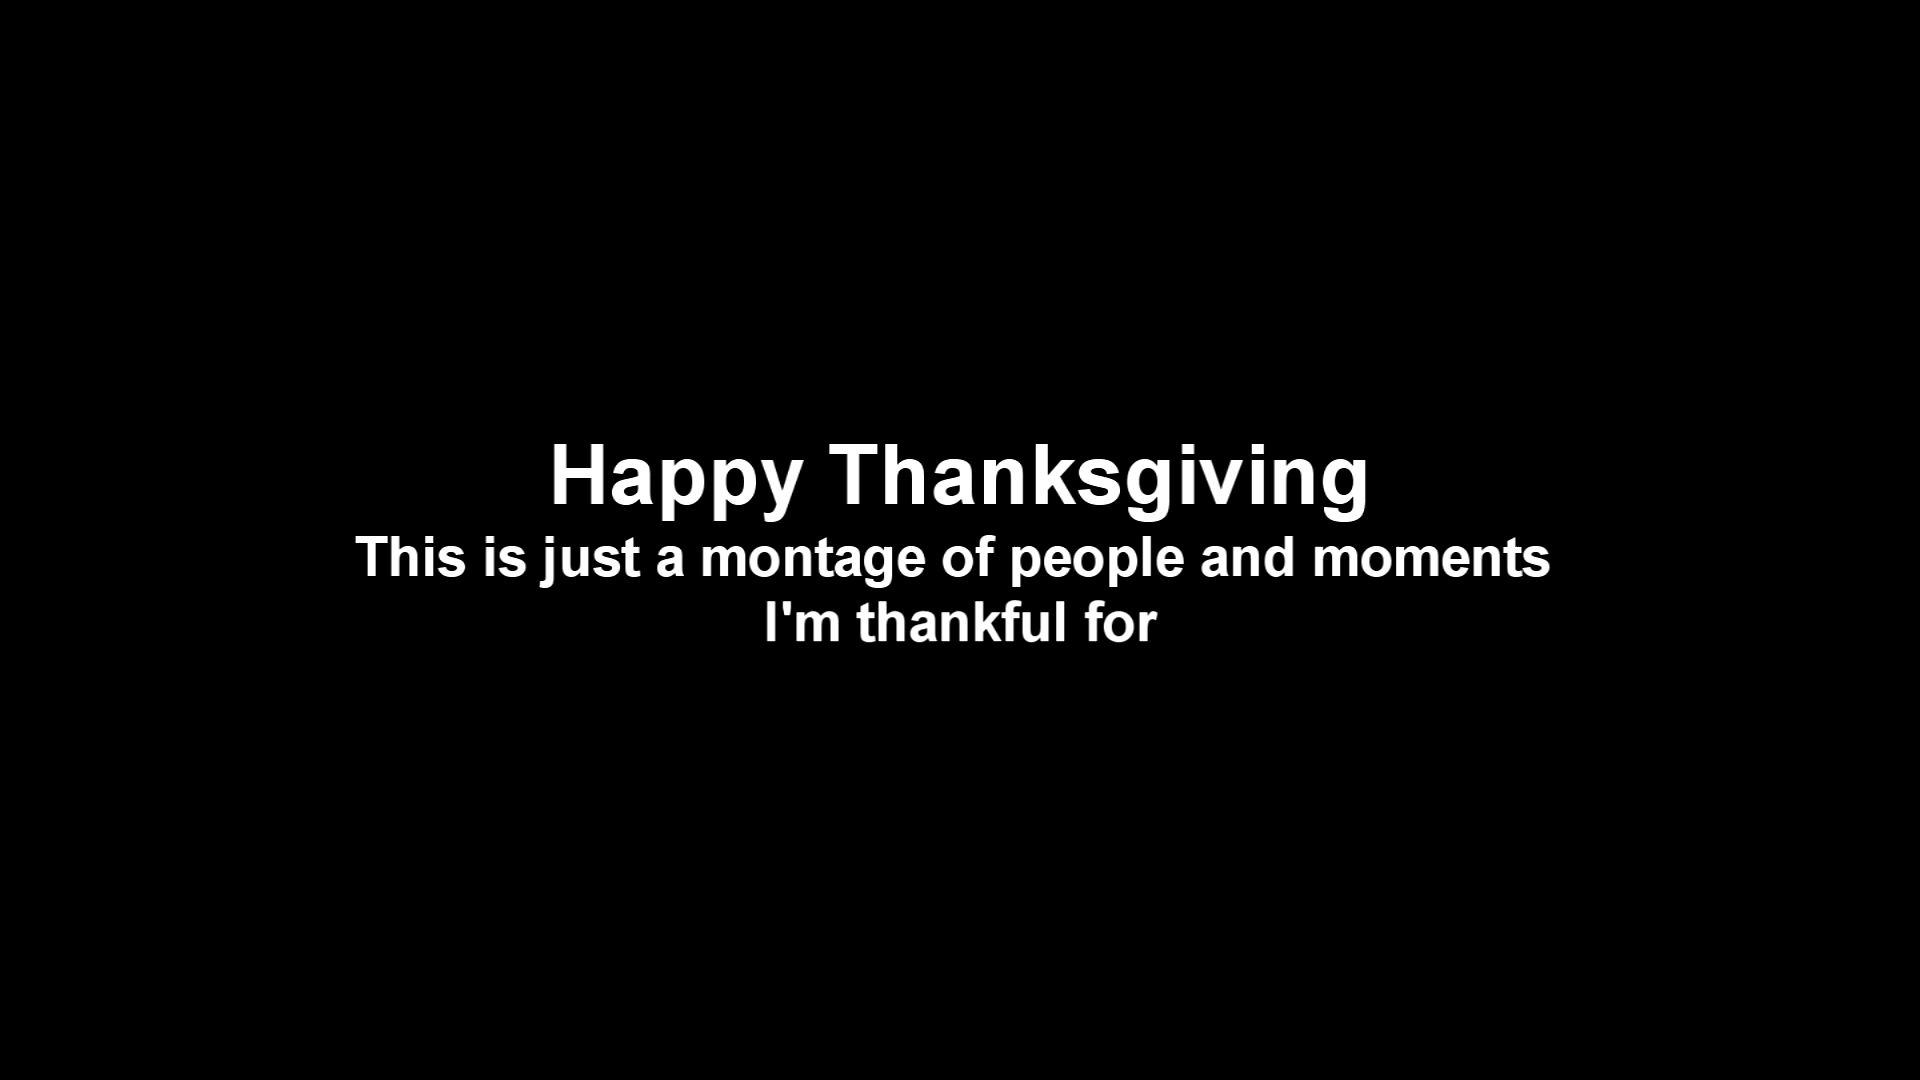 Happy Thanksgiving
This is just a montage of people and moments
I'm thankful for